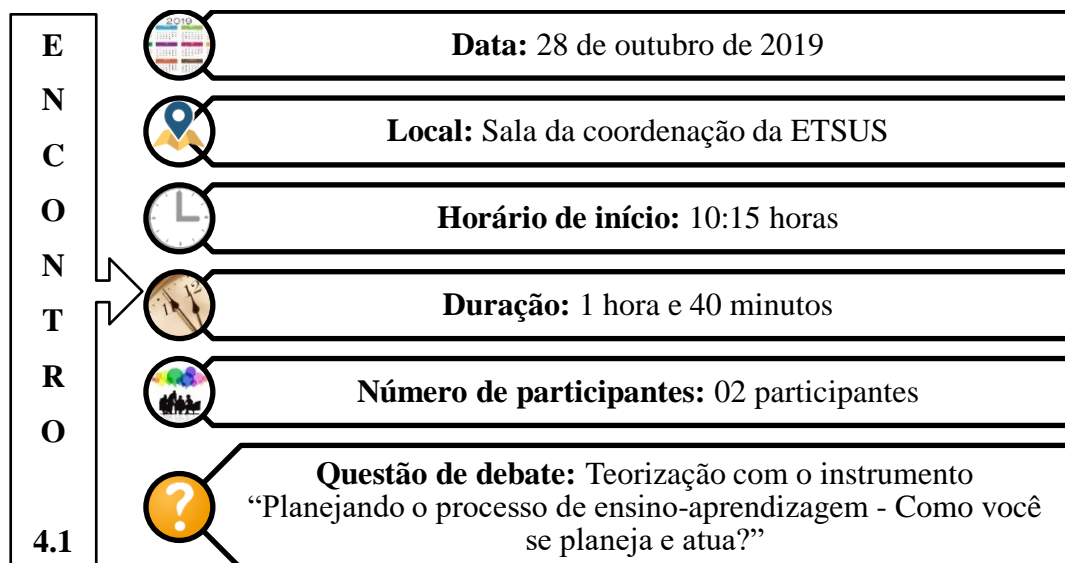 ENCONTRO
4.1
2019
Data: 28 de outubro de 2019
Local: Sala da coordenação da ETSUS
Horário de início: 10:15 horas
Duração: 1 hora e 40 minutos
Número de participantes: 02 participantes
Questão de debate: Teorização com o instrumento
“Planejando o processo de ensino-aprendizagem - Como você
se planeja e atua?”